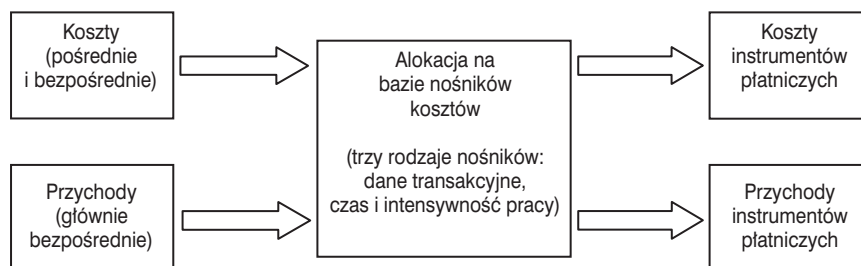 Koszty
(pośrednie
i bezpośrednie)
Przychody
(głównie
bezpośrednie)
Alokacja na
bazie nośników
kosztów
(trzy rodzaje nośników:
dane transakcyjne,
czas i intensywność pracy)
Koszty
instrumentów
płatniczych
Przychody
instrumentów
płatniczych